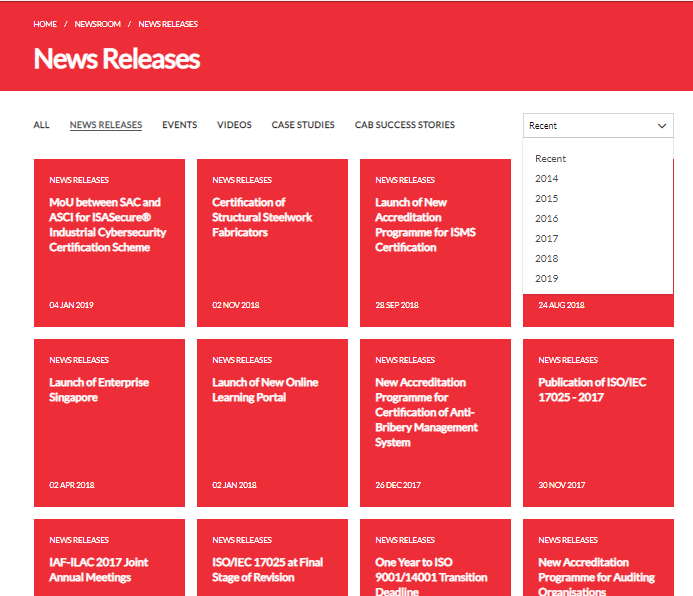 HOME / NEWSROOM / NEWS RELEASES
News Releases
ALL NEWS RELEASES EVENTS VIDEOS CASE STUDIES CAB SUCCESS STORIES
Recent
Recent
2014
2015
2016
2017
2018
2019
NEWS RELEASES
MoU between SAC and
ASCI for ISASecure®
Industrial Cybersecurity
Certification Scheme
04 JAN 2019
NEWS RELEASES
Certification of
Structural Steelwork
Fabricators
02 NOV 2018
NEWS RELEASES
Launch of New
Accreditation
Programme for ISMS
Certification
28 SEP 2018
24 AUG 2018
NEWS RELEASES
Launch of Enterprise
Singapore
02 APR 2018
NEWS RELEASES
Launch of New Online
Learning Portal
02 JAN 2018
NEWS RELEASES
New Accreditation
Programme for
Certification of Anti-
Bribery Management
System
26 DEC 2017
NEWS RELEASES
Publication of ISO/IEC
17025 - 2017
30 NOV 2017
NEWS RELEASES
IAF-ILAC 2017 Joint
Annual Meetings
NEWS RELEASES
ISO/IEC 17025 at Final
Stage of Revision
NEWS RELEASES
One Year to ISO
9001/14001 Transition
Deadline
NEWS RELEASES
New Accreditation
Programme for Auditing
Organisations